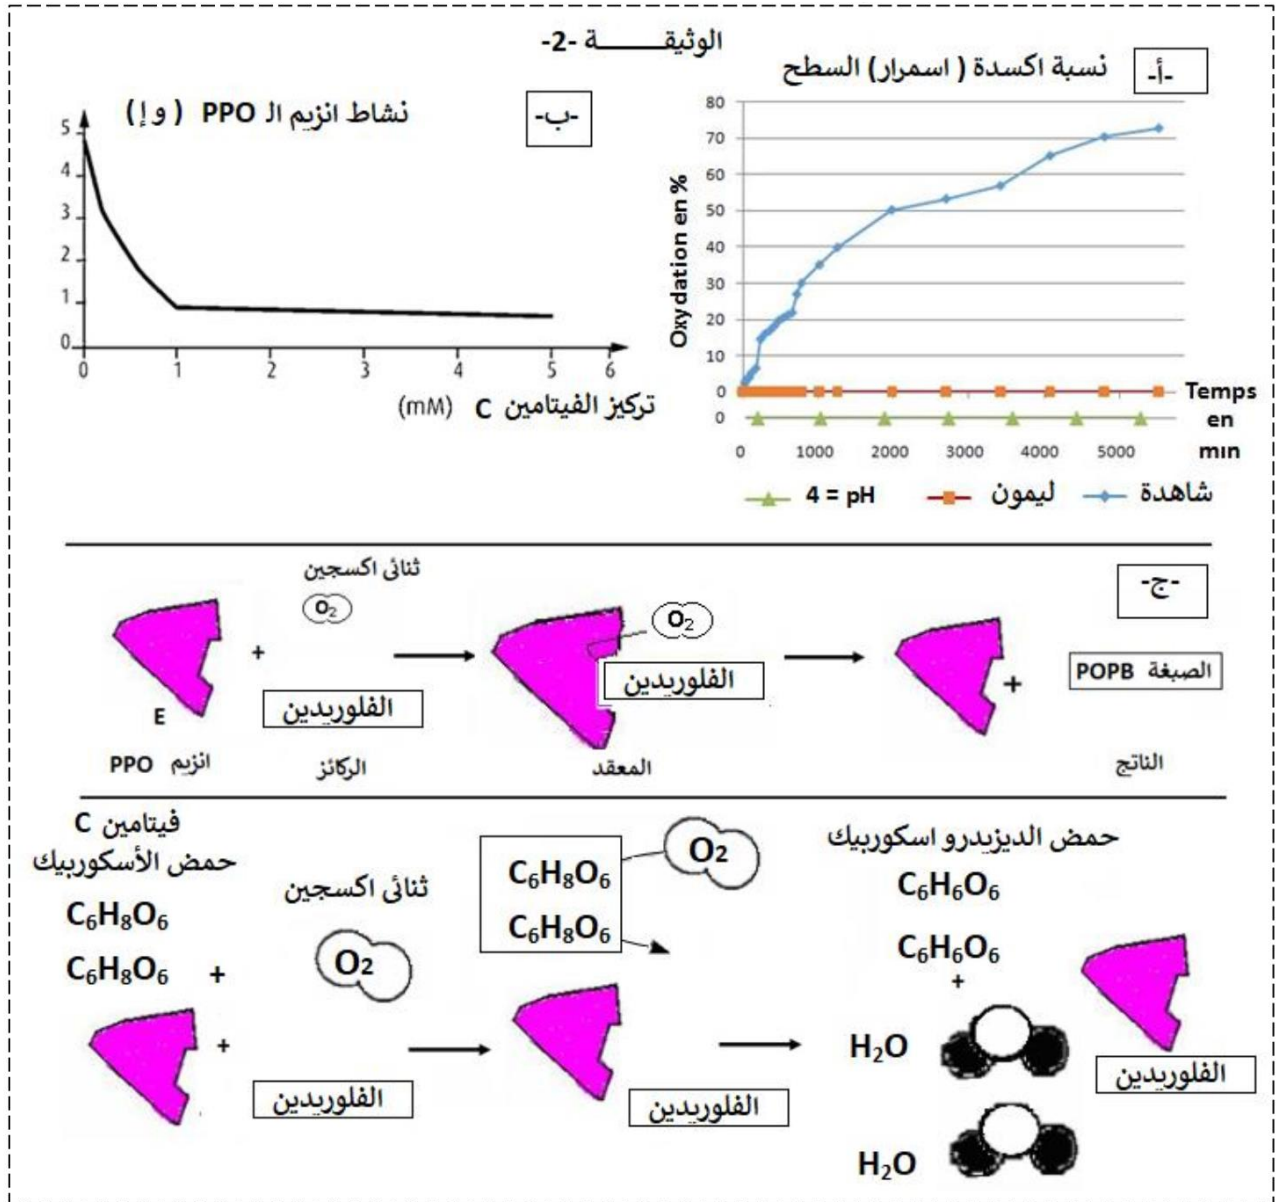 الوثيقـــــــة -2-
-أ-
نسبة اكسدة ( اسمرار) السطح
80
70
60
50
40
30
20
10
0
0
Oxydation en %
0 1000 2000 3000 4000 5000
Temps
en
min
شاهدة
ليمون
4 = pH
-ب-
نشاط انزيم الـ PPO ( و إ)
5
4
3
2
1
0
0 1 2 3 4 5 6
تركيز الفيتامين C (mM)
-ج-
ثنائي اكسجين
O2
+
الفلوريدين
E
انزيم PPO
الركائز
O2
الفلوريدين
المعقد
+
الصبغة POPB
الناتج
فيتامين C
حمض الأسكوربيك
C6H8O6
C6H8O6 +
+
ثنائي اكسجين
O2
الفلوريدين
O2
C6H8O6
C6H8O6
الفلوريدين
حمض الديزيدرو اسكوربيك
C6H6O6
C6H6O6
+
H2O
الفلوريدين
H2O